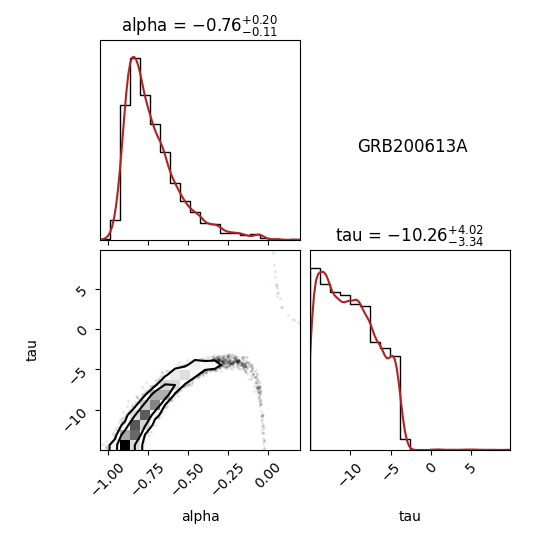 alpha = −0.76+0.20 −0.11
GRB200613A
tau = −10.26+4.02 −3.34
tau
5
0
−5
−10
−1.00 −0.75 −0.50 −0.25 0.00
−10 −5 0 5
alpha
tau